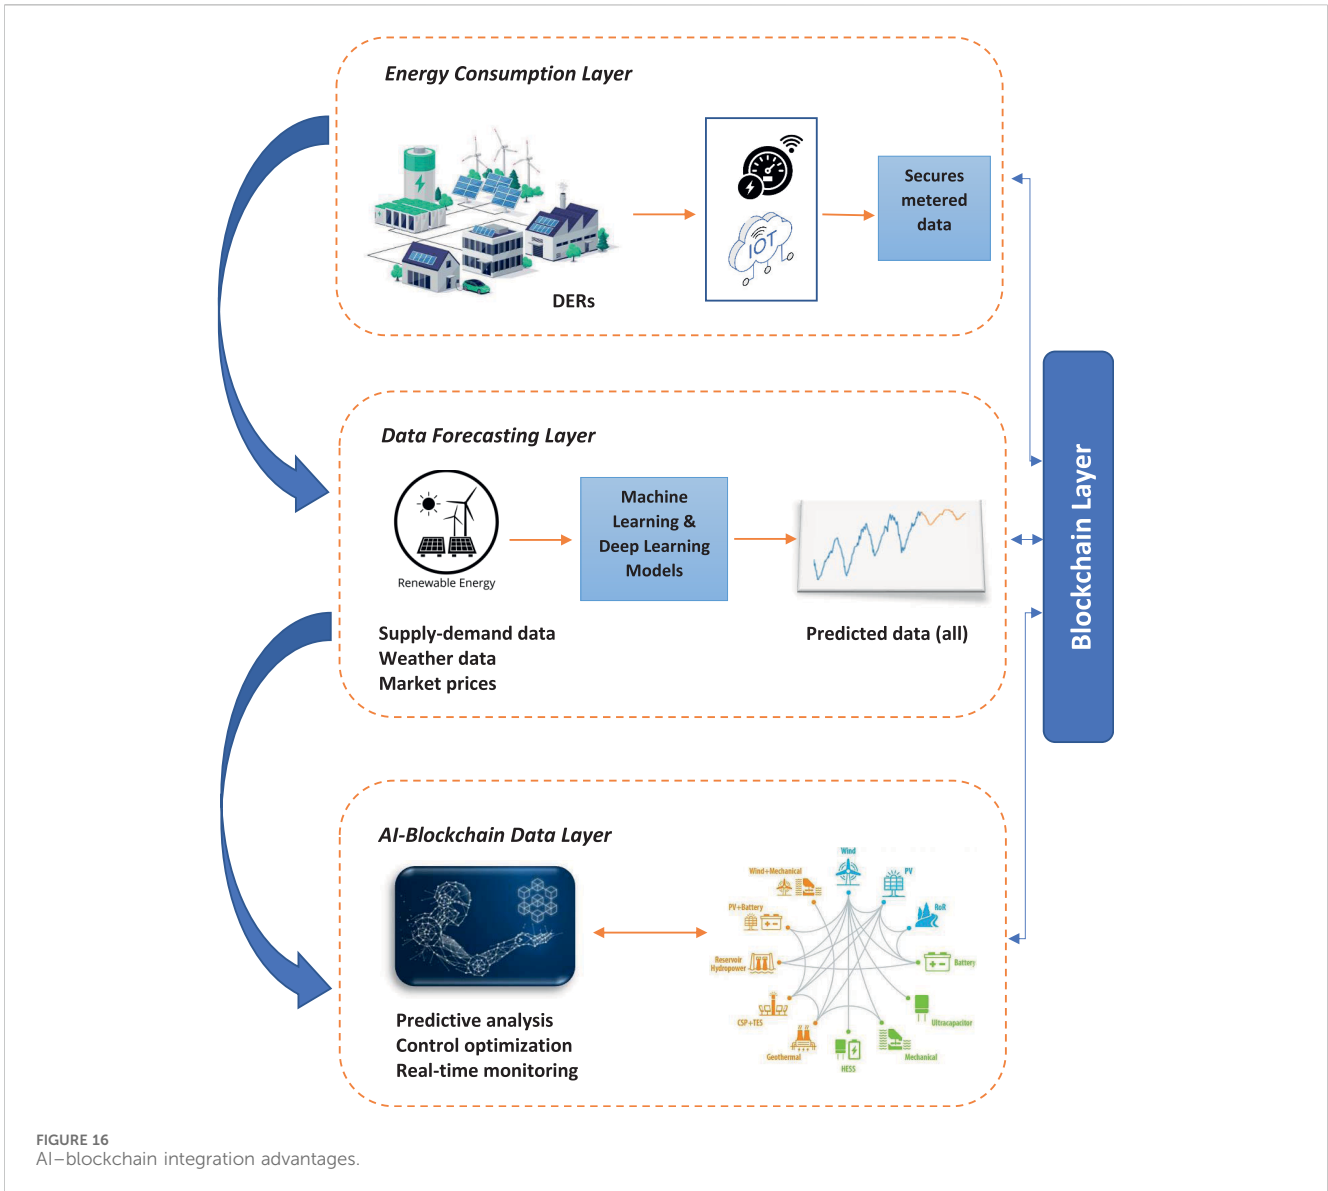 Energy Consumption Layer
IOT
DERs
Secures
metered
data
Data Forecasting Layer
Renewable Energy
Machine
Learning &
Deep Learning
Models
Supply-demand data
Weather data
Market prices
Predicted data (all)
Blockchain Layer
AI-Blockchain Data Layer
Predictive analysis
Control optimization
Real-time monitoring
Wind
PV
RoR
Battery
Ultracapacitor
Mechanical
HESS
Geothermal
CSP+TES
Reservoir
Hydropower
PV+Battery
Wind+Mechanical
FIGURE 16
AI–blockchain integration advantages.